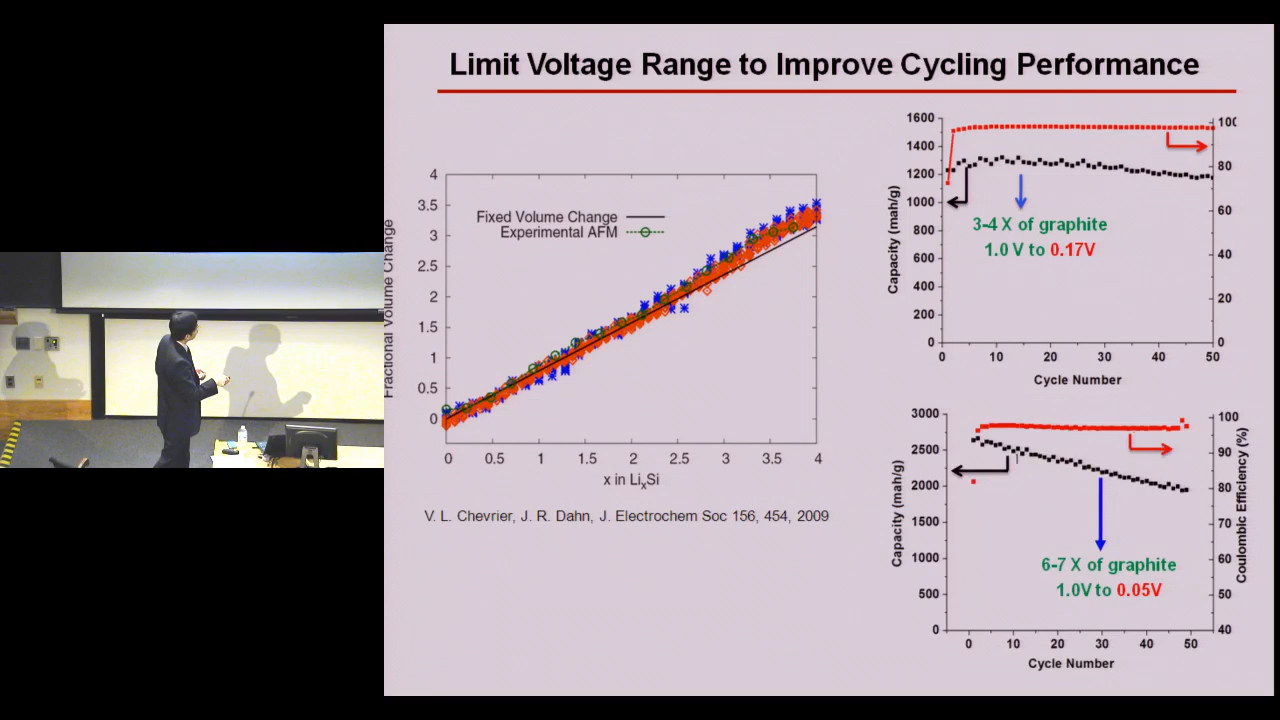 Limit Voltage Range to Improve Cycling Performance
Fractional Volume Change
4
3.5
3
2.5
2
1.5
1
0.5
0
Fixed Volume Change
Experimental AFM
0 0.5 1 1.5 2 2.5 3 3.5 4
x in LixSi
V. L. Chevrier, J. R. Dahn, J. Electrochem Soc 156, 454, 2009
Capacity (mah/g)
1600
1400
1200
1000
800
600
400
200
0
100
80
60
40
20
0
3-4 X of graphite
1.0 V to 0.17V
0 10 20 30 40 50
Cycle Number
Capacity (mah/g)
3000
2500
2000
1500
1000
500
0
100
90
80
70
60
50
40
Coulombic Efficiency (%)
6-7 X of graphite
1.0V to 0.05V
0 10 20 30 40 50
Cycle Number